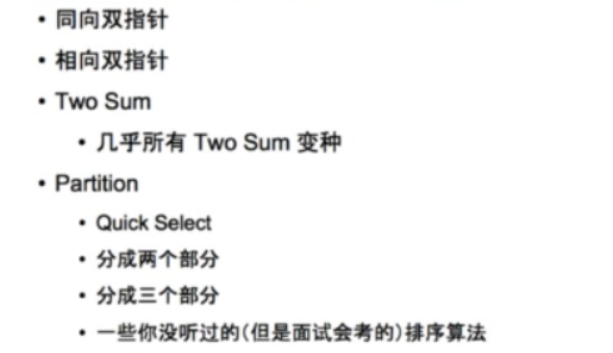 • 同向双指针
• 相向双指针
• Two Sum
• 几乎所有 Two Sum 变种
• Partition
• Quick Select
• 分成两个部分
• 分成三个部分
• 一些你没听过的(但是面试会考的)排序算法